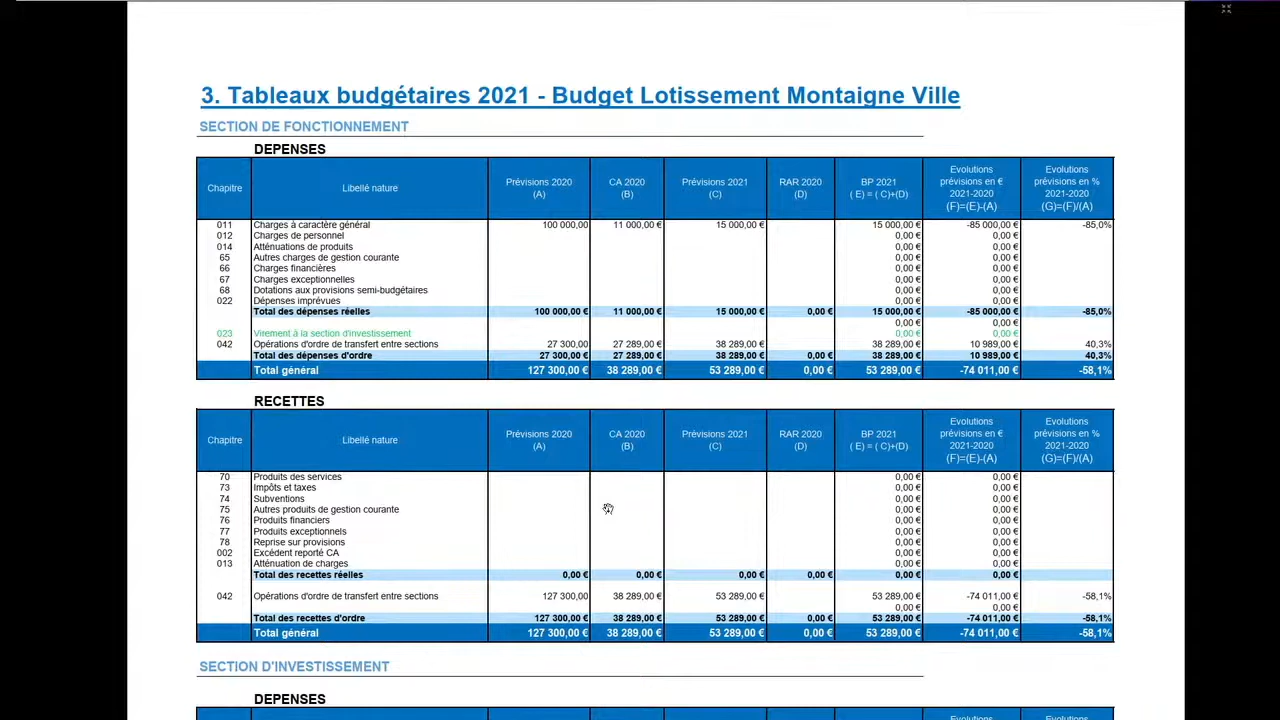 3. Tableaux budgétaires 2021 - Budget Lotissement Montaigne Ville
SECTION DE FONCTIONNEMENT
DEPENSES
Chapitre Libellé nature Prévisions 2020 (A) CA 2020 (B) Prévisions 2021 (C) RAR 2020 (D) BP 2021 ( E) = ( C)+(D) Evolutions prévisions en € 2021-2020 (F)=(E)-(A) Evolutions prévisions en % 2021-2020 (G)=(F)/(A)
011 Charges à caractère général 100 000,00 11 000,00 € 15 000,00 € 15 000,00 € -85 000,00 € -85,0%
012 Charges de personnel 0,00 € 0,00 €
014 Atténuations de produits 0,00 € 0,00 €
65 Autres charges de gestion courante 0,00 € 0,00 €
66 Charges financières 0,00 € 0,00 €
67 Charges exceptionnelles 0,00 € 0,00 €
68 Dotations aux provisions semi-budgétaires 0,00 € 0,00 €
022 Dépenses imprévues 0,00 € 0,00 €
Total des dépenses réelles 100 000,00 € 11 000,00 € 15 000,00 € 0,00 € 15 000,00 € -85 000,00 € -85,0%
0,00 € 0,00 €
023 Virement à la section d'investissement 0,00 € 0,00 €
042 Opérations d'ordre de transfert entre sections 27 300,00 27 289,00 € 38 289,00 € 38 289,00 € 10 989,00 € 40,3%
Total des dépenses d'ordre 27 300,00 € 27 289,00 € 38 289,00 € 0,00 € 38 289,00 € 10 989,00 € 40,3%
Total général 127 300,00 € 38 289,00 € 53 289,00 € 0,00 € 53 289,00 € -74 011,00 € -58,1%
RECETTES
Chapitre Libellé nature Prévisions 2020 (A) CA 2020 (B) Prévisions 2021 (C) RAR 2020 (D) BP 2021 ( E) = ( C)+(D) Evolutions prévisions en € 2021-2020 (F)=(E)-(A) Evolutions prévisions en % 2021-2020 (G)=(F)/(A)
70 Produits des services 0,00 € 0,00 €
73 Impôts et taxes 0,00 € 0,00 €
74 Subventions 0,00 € 0,00 €
75 Autres produits de gestion courante 0,00 € 0,00 €
76 Produits financiers 0,00 € 0,00 €
77 Produits exceptionnels 0,00 € 0,00 €
78 Reprise sur provisions 0,00 € 0,00 €
002 Excédent reporté CA 0,00 € 0,00 €
013 Atténuation de charges 0,00 € 0,00 €
Total des recettes réelles 0,00 € 0,00 € 0,00 € 0,00 € 0,00 € 0,00 €
042 Opérations d'ordre de transfert entre sections 127 300,00 38 289,00 € 53 289,00 € 53 289,00 € -74 011,00 € -58,1%
0,00 € 0,00 €
Total des recettes d'ordre 127 300,00 € 38 289,00 € 53 289,00 € 0,00 € 53 289,00 € -74 011,00 € -58,1%
Total général 127 300,00 € 38 289,00 € 53 289,00 € 0,00 € 53 289,00 € -74 011,00 € -58,1%
SECTION D'INVESTISSEMENT
DEPENSES
Evolutions Evolutions